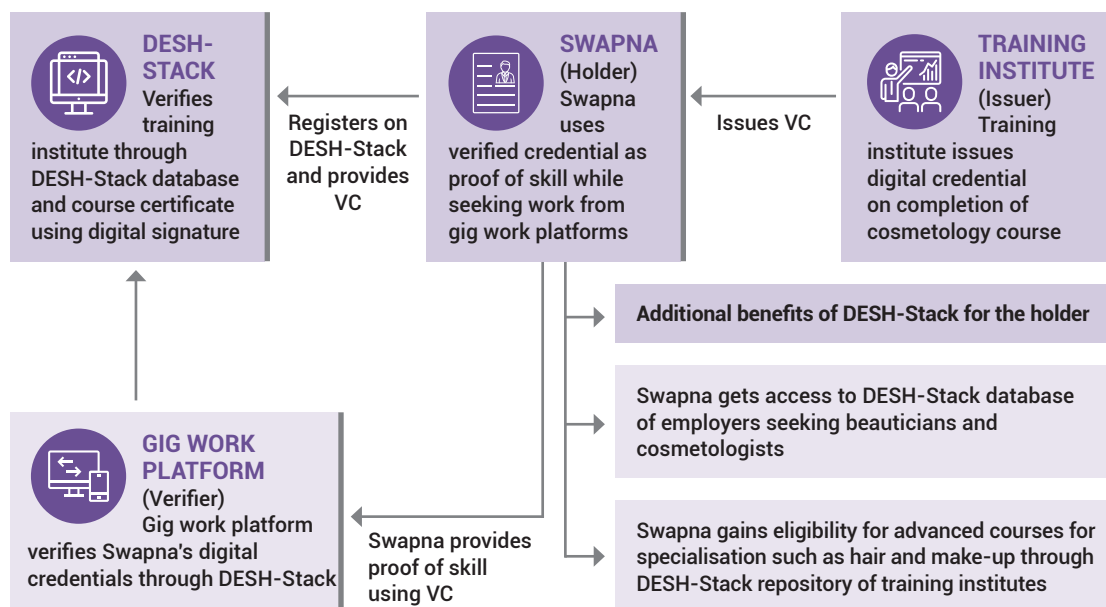 DESH-
STACK
Verifies
training
institute through
DESH-Stack database
and course certificate
using digital signature
Registers on
DESH-Stack
and provides
VC
SWAPNA
(Holder)
Swapna
uses
verified credential as
proof of skill while
seeking work from
gig work platforms
Issues VC
TRAINING
INSTITUTE
(Issuer)
Training
institute issues
digital credential
on completion of
cosmetology course
Additional benefits of DESH-Stack for the holder
Swapna gets access to DESH-Stack database
of employers seeking beauticians and
cosmetologists
Swapna gains eligibility for advanced courses for
specialisation such as hair and make-up through
DESH-Stack repository of training institutes
GIG WORK
PLATFORM
(Verifier)
Gig work platform
verifies Swapna's digital
credentials through DESH-Stack
Swapna provides
proof of skill
using VC